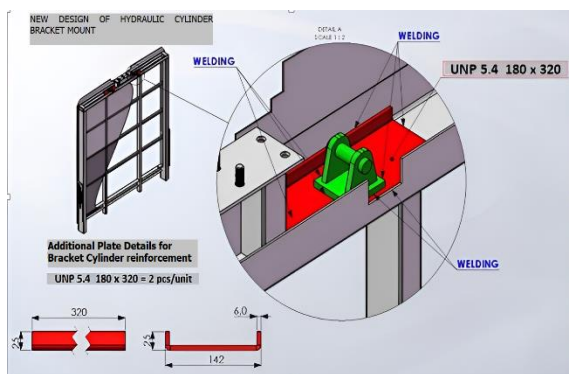 NEW DESIGN OF HYDRAULIC CYLINDER
BRACKET MOUNT
DETAIL A
SCALE 1 : 2
WELDING
WELDING
UNP 5.4 180 x 320
WELDING
Additional Plate Details for
Bracket Cylinder reinforcement
UNP 5.4 180 x 320 = 2 pcs/unit
320
25
6,0
25
142